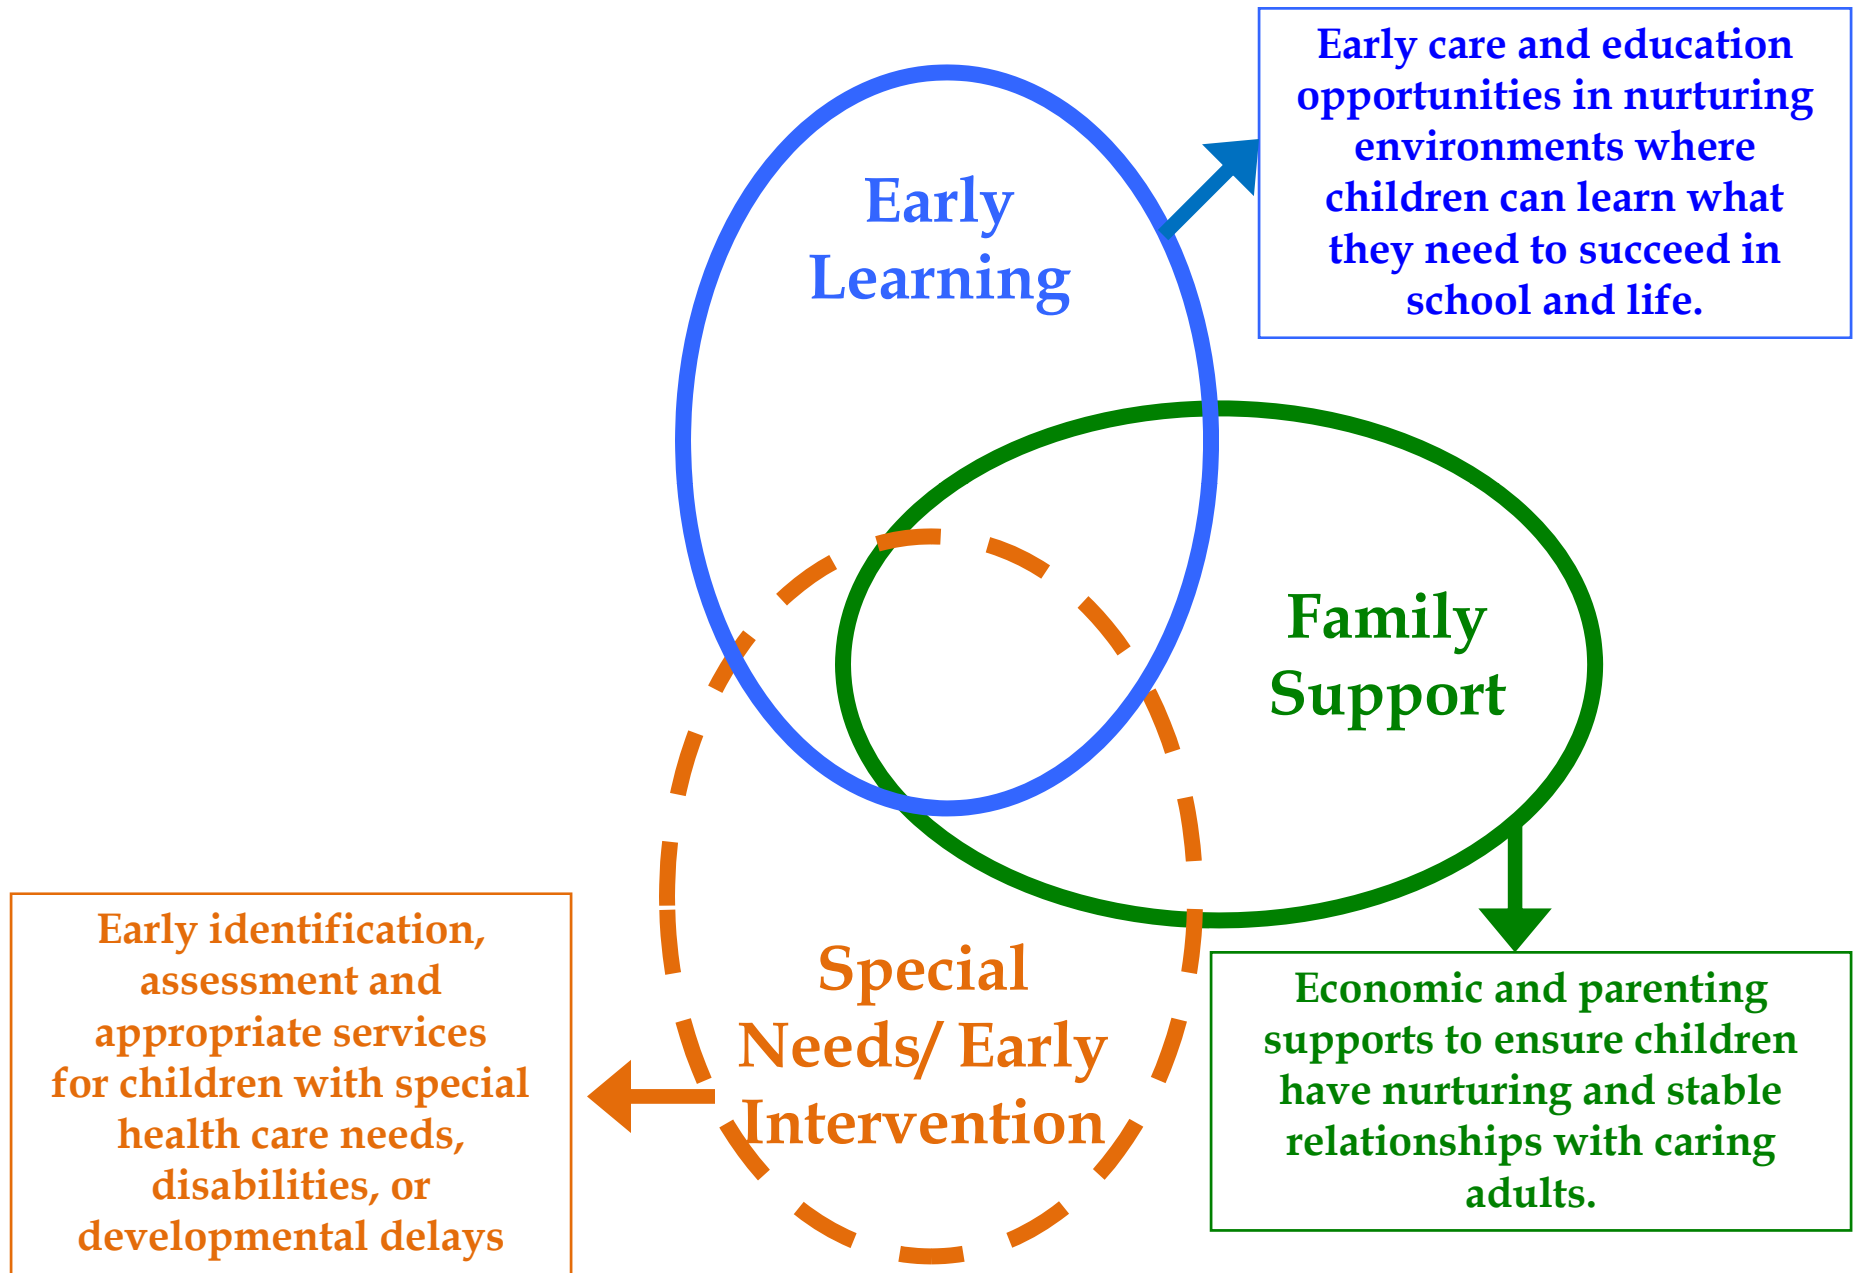 Early care and education
opportunities in nurturing
environments where
children can learn what
they need to succeed in
school and life.
Early
Learning
Family
Support
Special
Needs/ Early
Intervention
Early identification,
assessment and
appropriate services
for children with special
health care needs,
disabilities, or
developmental delays
Economic and parenting
supports to ensure children
have nurturing and stable
relationships with caring
adults.